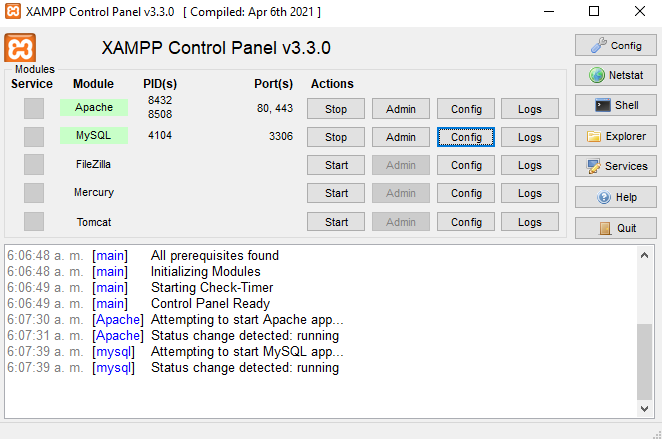 XAMPP Control Panel v3.3.0 [ Compiled: Apr 6th 2021 ]
XAMPP Control Panel v3.3.0
Config
Modules
Service Module PID(s) Port(s) Actions
Netstat
Apache 8432 8508 80, 443 Stop Admin Config Logs
Shell
MySQL 4104 3306 Stop Admin Config Logs
Explorer
FileZilla Start Admin Config Logs
Services
Mercury Start Admin Config Logs
Help
Tomcat Start Admin Config Logs
Quit
6:06:48 a. m. [main] All prerequisites found
6:06:48 a. m. [main] Initializing Modules
6:06:49 a. m. [main] Starting Check-Timer
6:06:49 a. m. [main] Control Panel Ready
6:07:30 a. m. [Apache] Attempting to start Apache app...
6:07:31 a. m. [Apache] Status change detected: running
6:07:39 a. m. [mysql] Attempting to start MySQL app...
6:07:39 a. m. [mysql] Status change detected: running